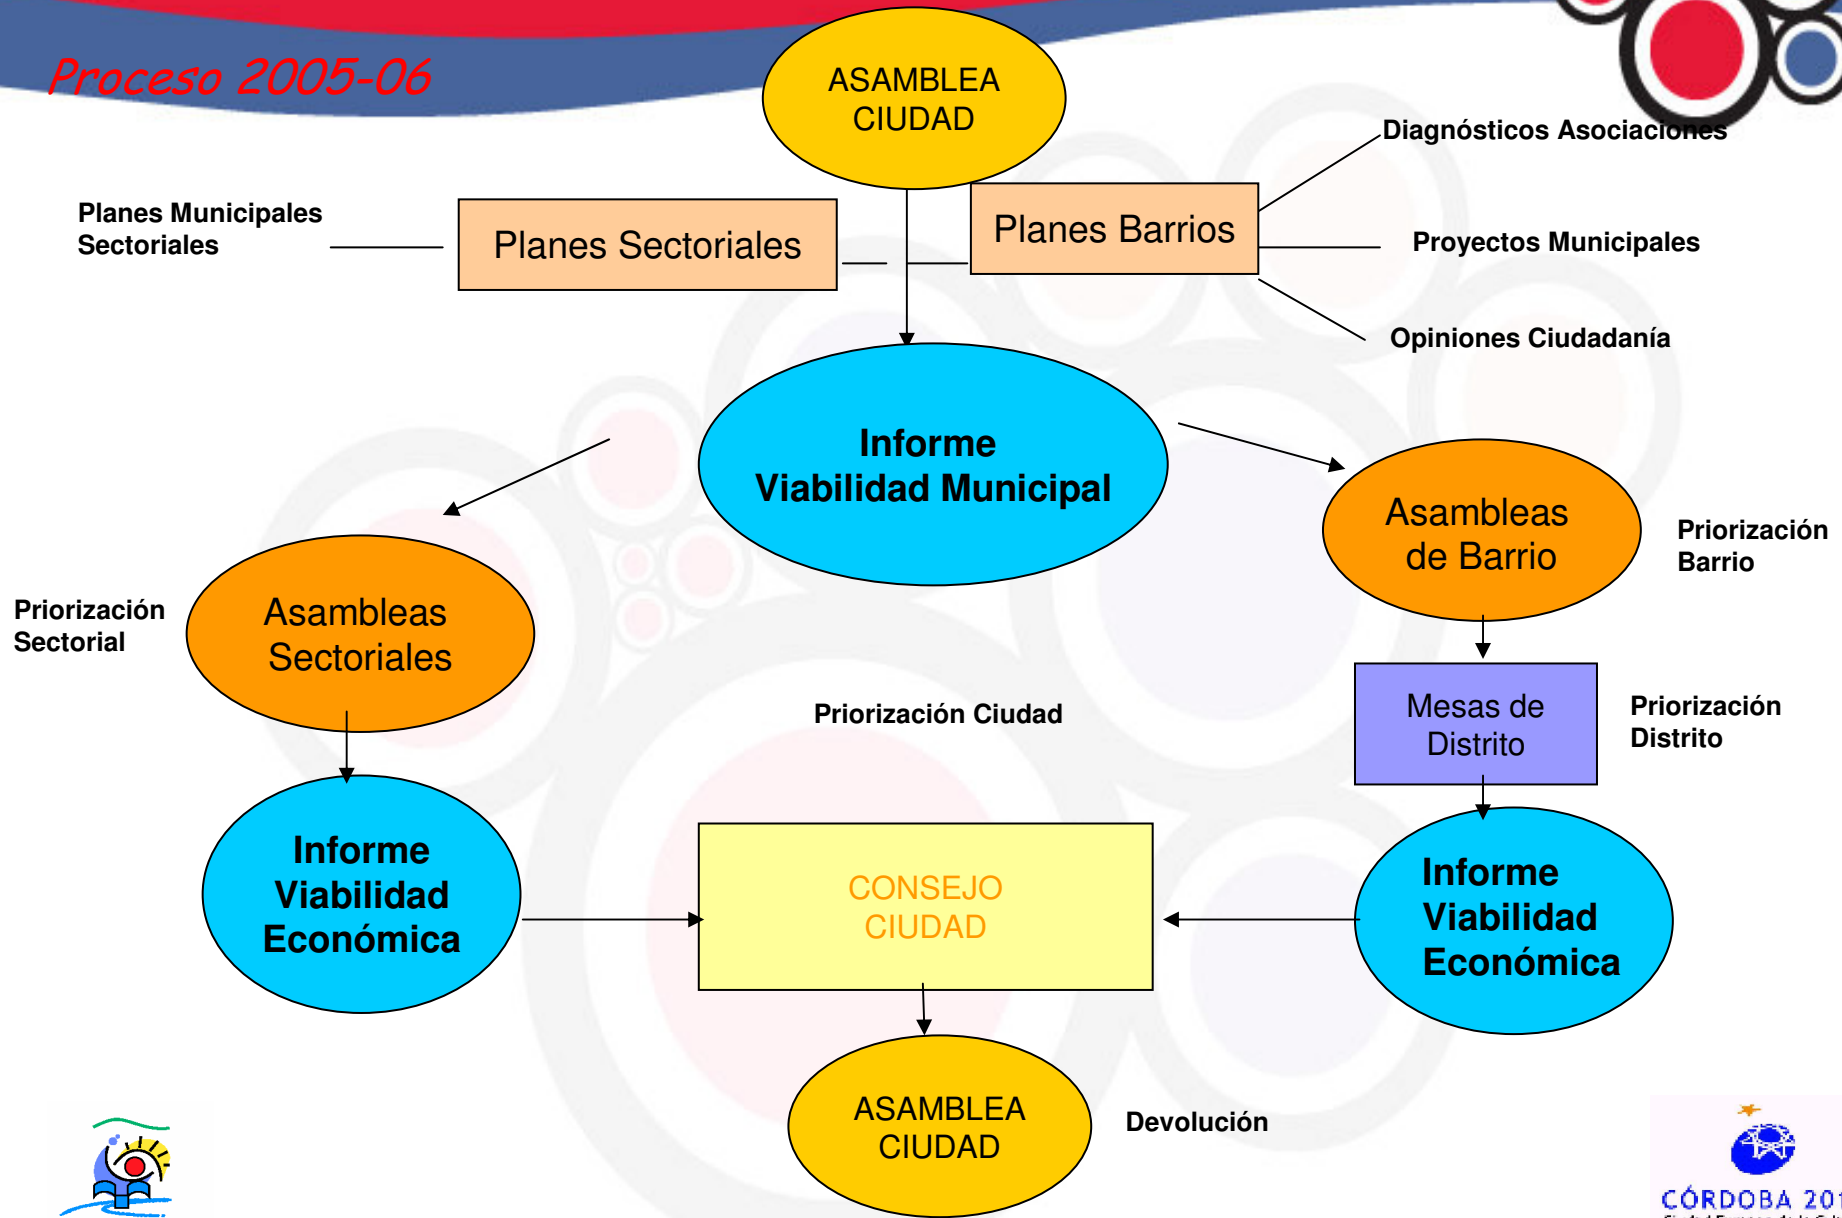 Proceso 2005-06
ASAMBLEA
CIUDAD
Diagnósticos Asociaciones
Planes Municipales
Sectoriales
Planes Sectoriales
Planes Barrios
Proyectos Municipales
Opiniones Ciudadanía
Informe
Viabilidad Municipal
Asambleas
de Barrio
Priorización
Barrio
Priorización
Sectorial
Asambleas
Sectoriales
Priorización Ciudad
Mesas de
Distrito
Priorización
Distrito
Informe
Viabilidad
Económica
CONSEJO
CIUDAD
Informe
Viabilidad
Económica
ASAMBLEA
CIUDAD
Devolución
CÓRDOBA 201